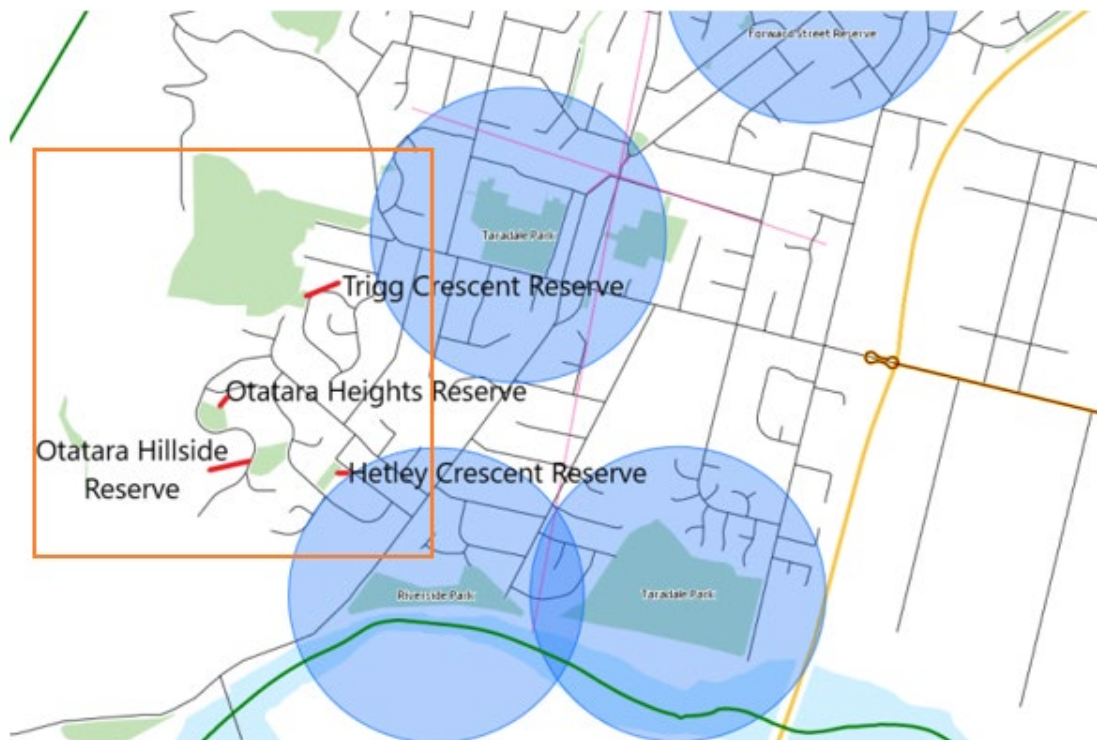 Forward Street Reserve
Taradale Park
Trigg Crescent Reserve
Otatara Heights Reserve
Otatara Hillside
Reserve
Hetley Crescent Reserve
Riverside Park
Taradale Park